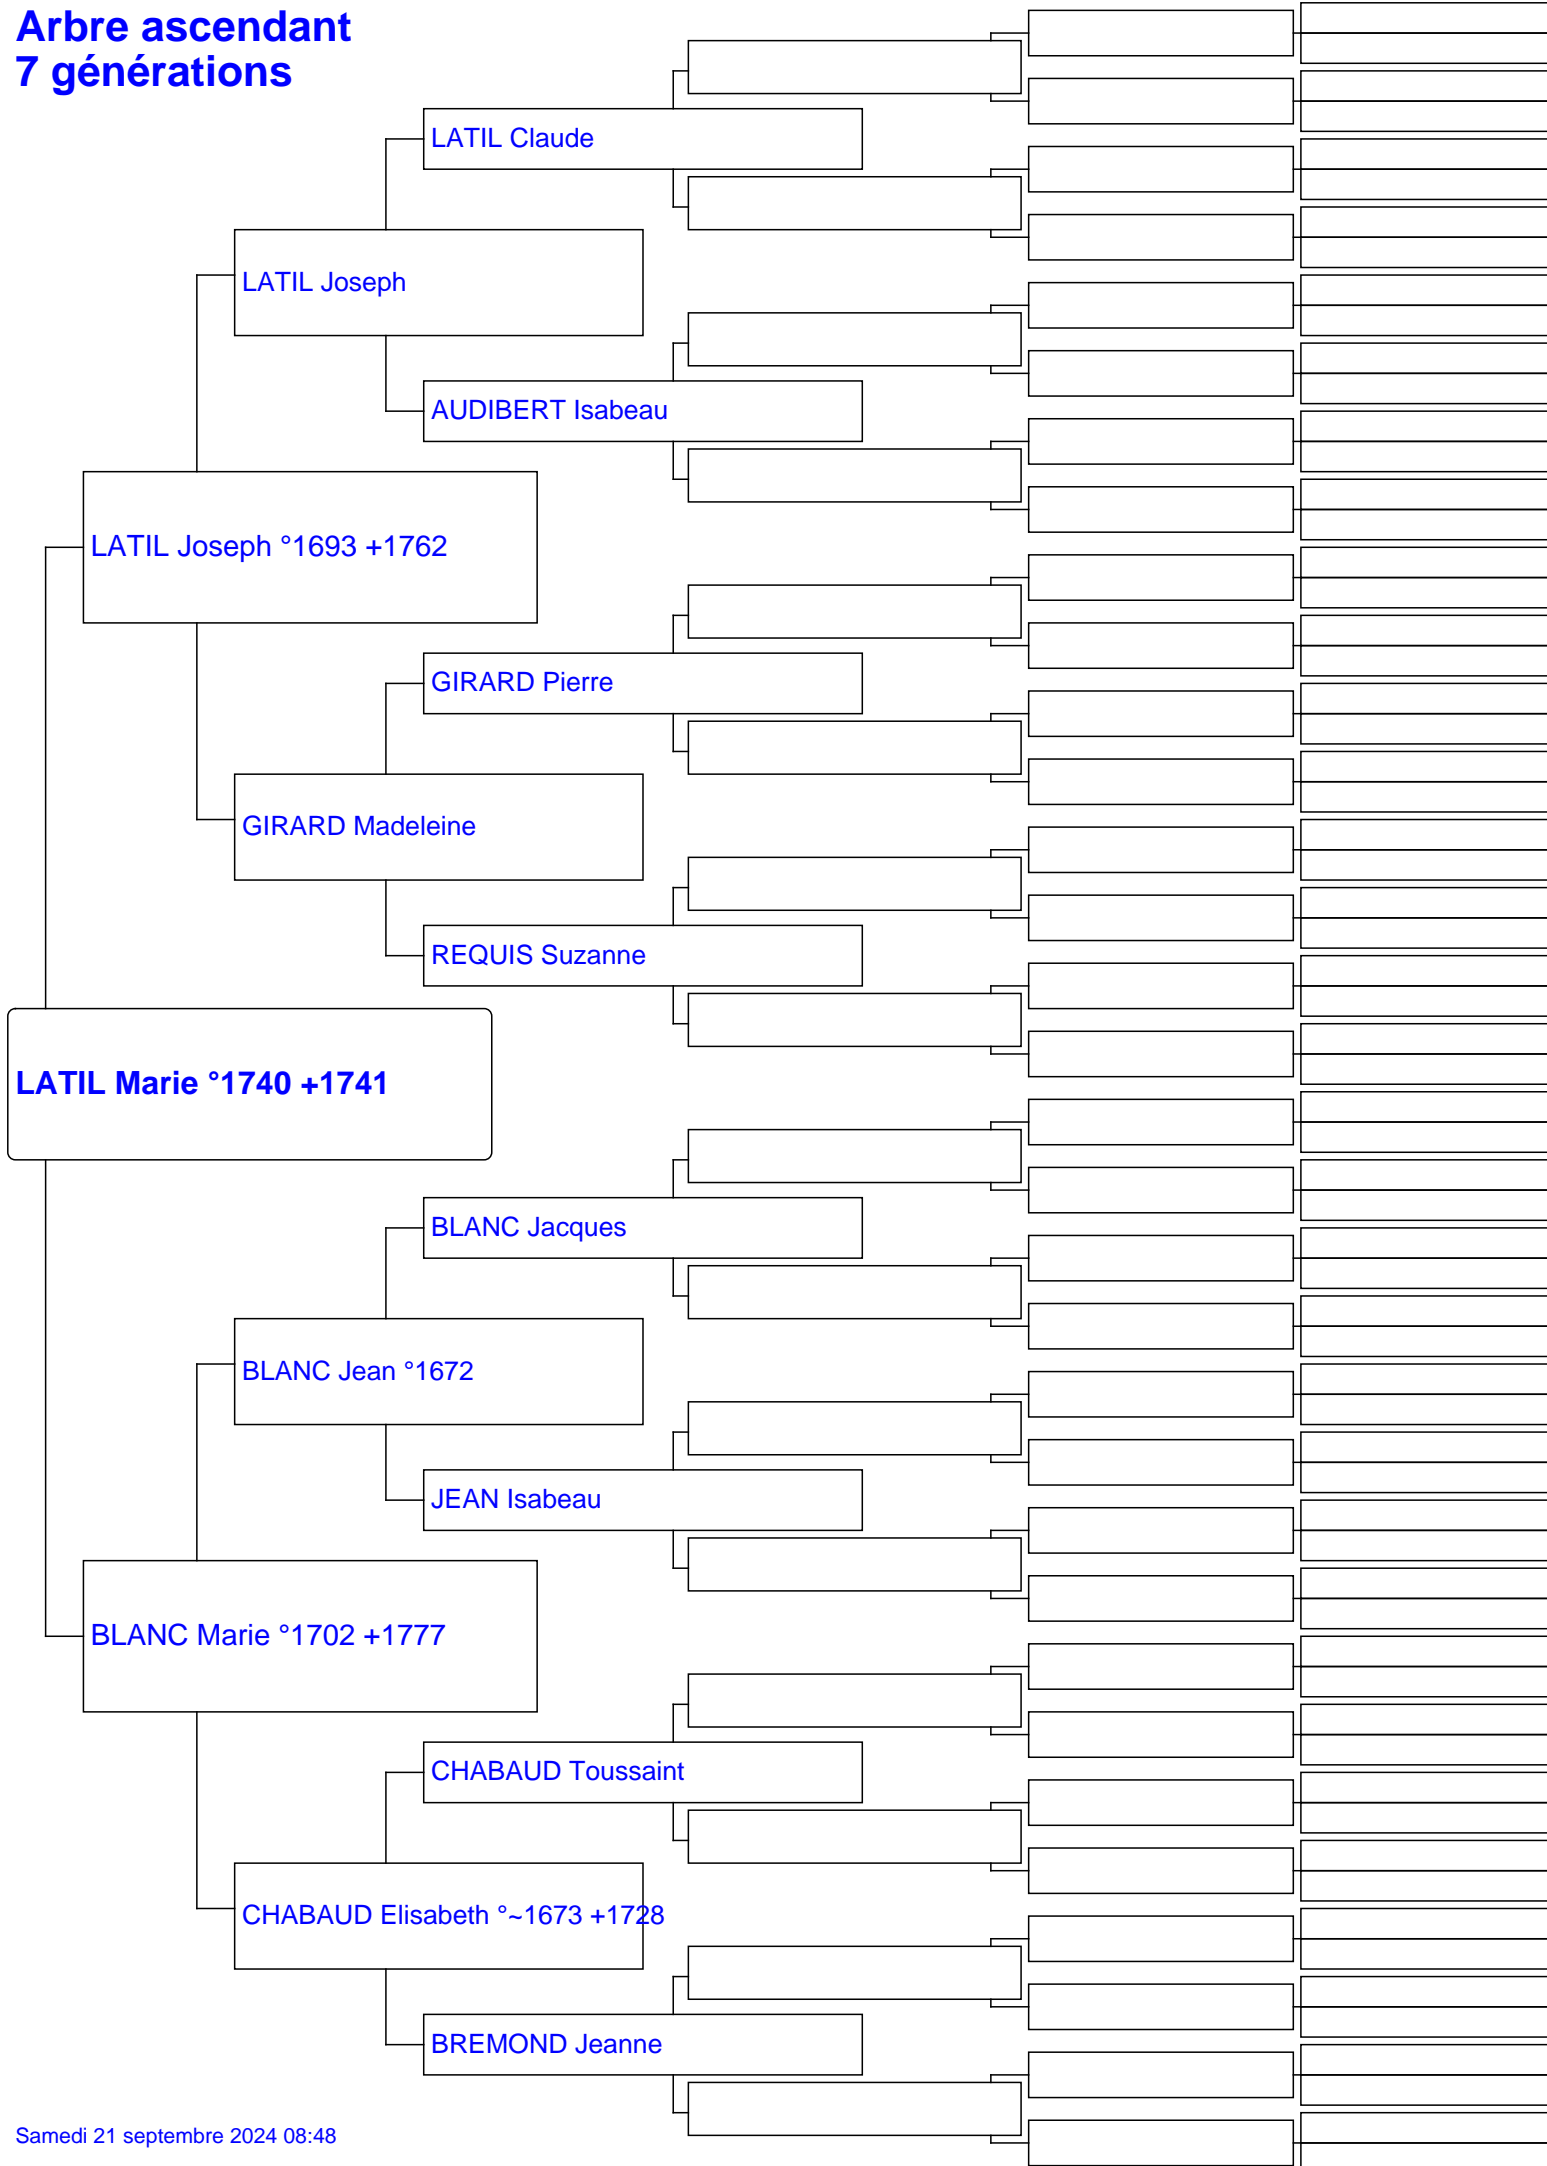 Arbre ascendant
7 générations
LATIL Claude
LATIL Joseph
AUDIBERT Isabeau
LATIL Joseph °1693 +1762
GIRARD Pierre
GIRARD Madeleine
REQUIS Suzanne
LATIL Marie °1740 +1741
BLANC Jacques
BLANC Jean °1672
JEAN Isabeau
BLANC Marie °1702 +1777
CHABAUD Toussaint
CHABAUD Elisabeth °~1673 +1728
BREMOND Jeanne
Samedi 21 septembre 2024 08:48